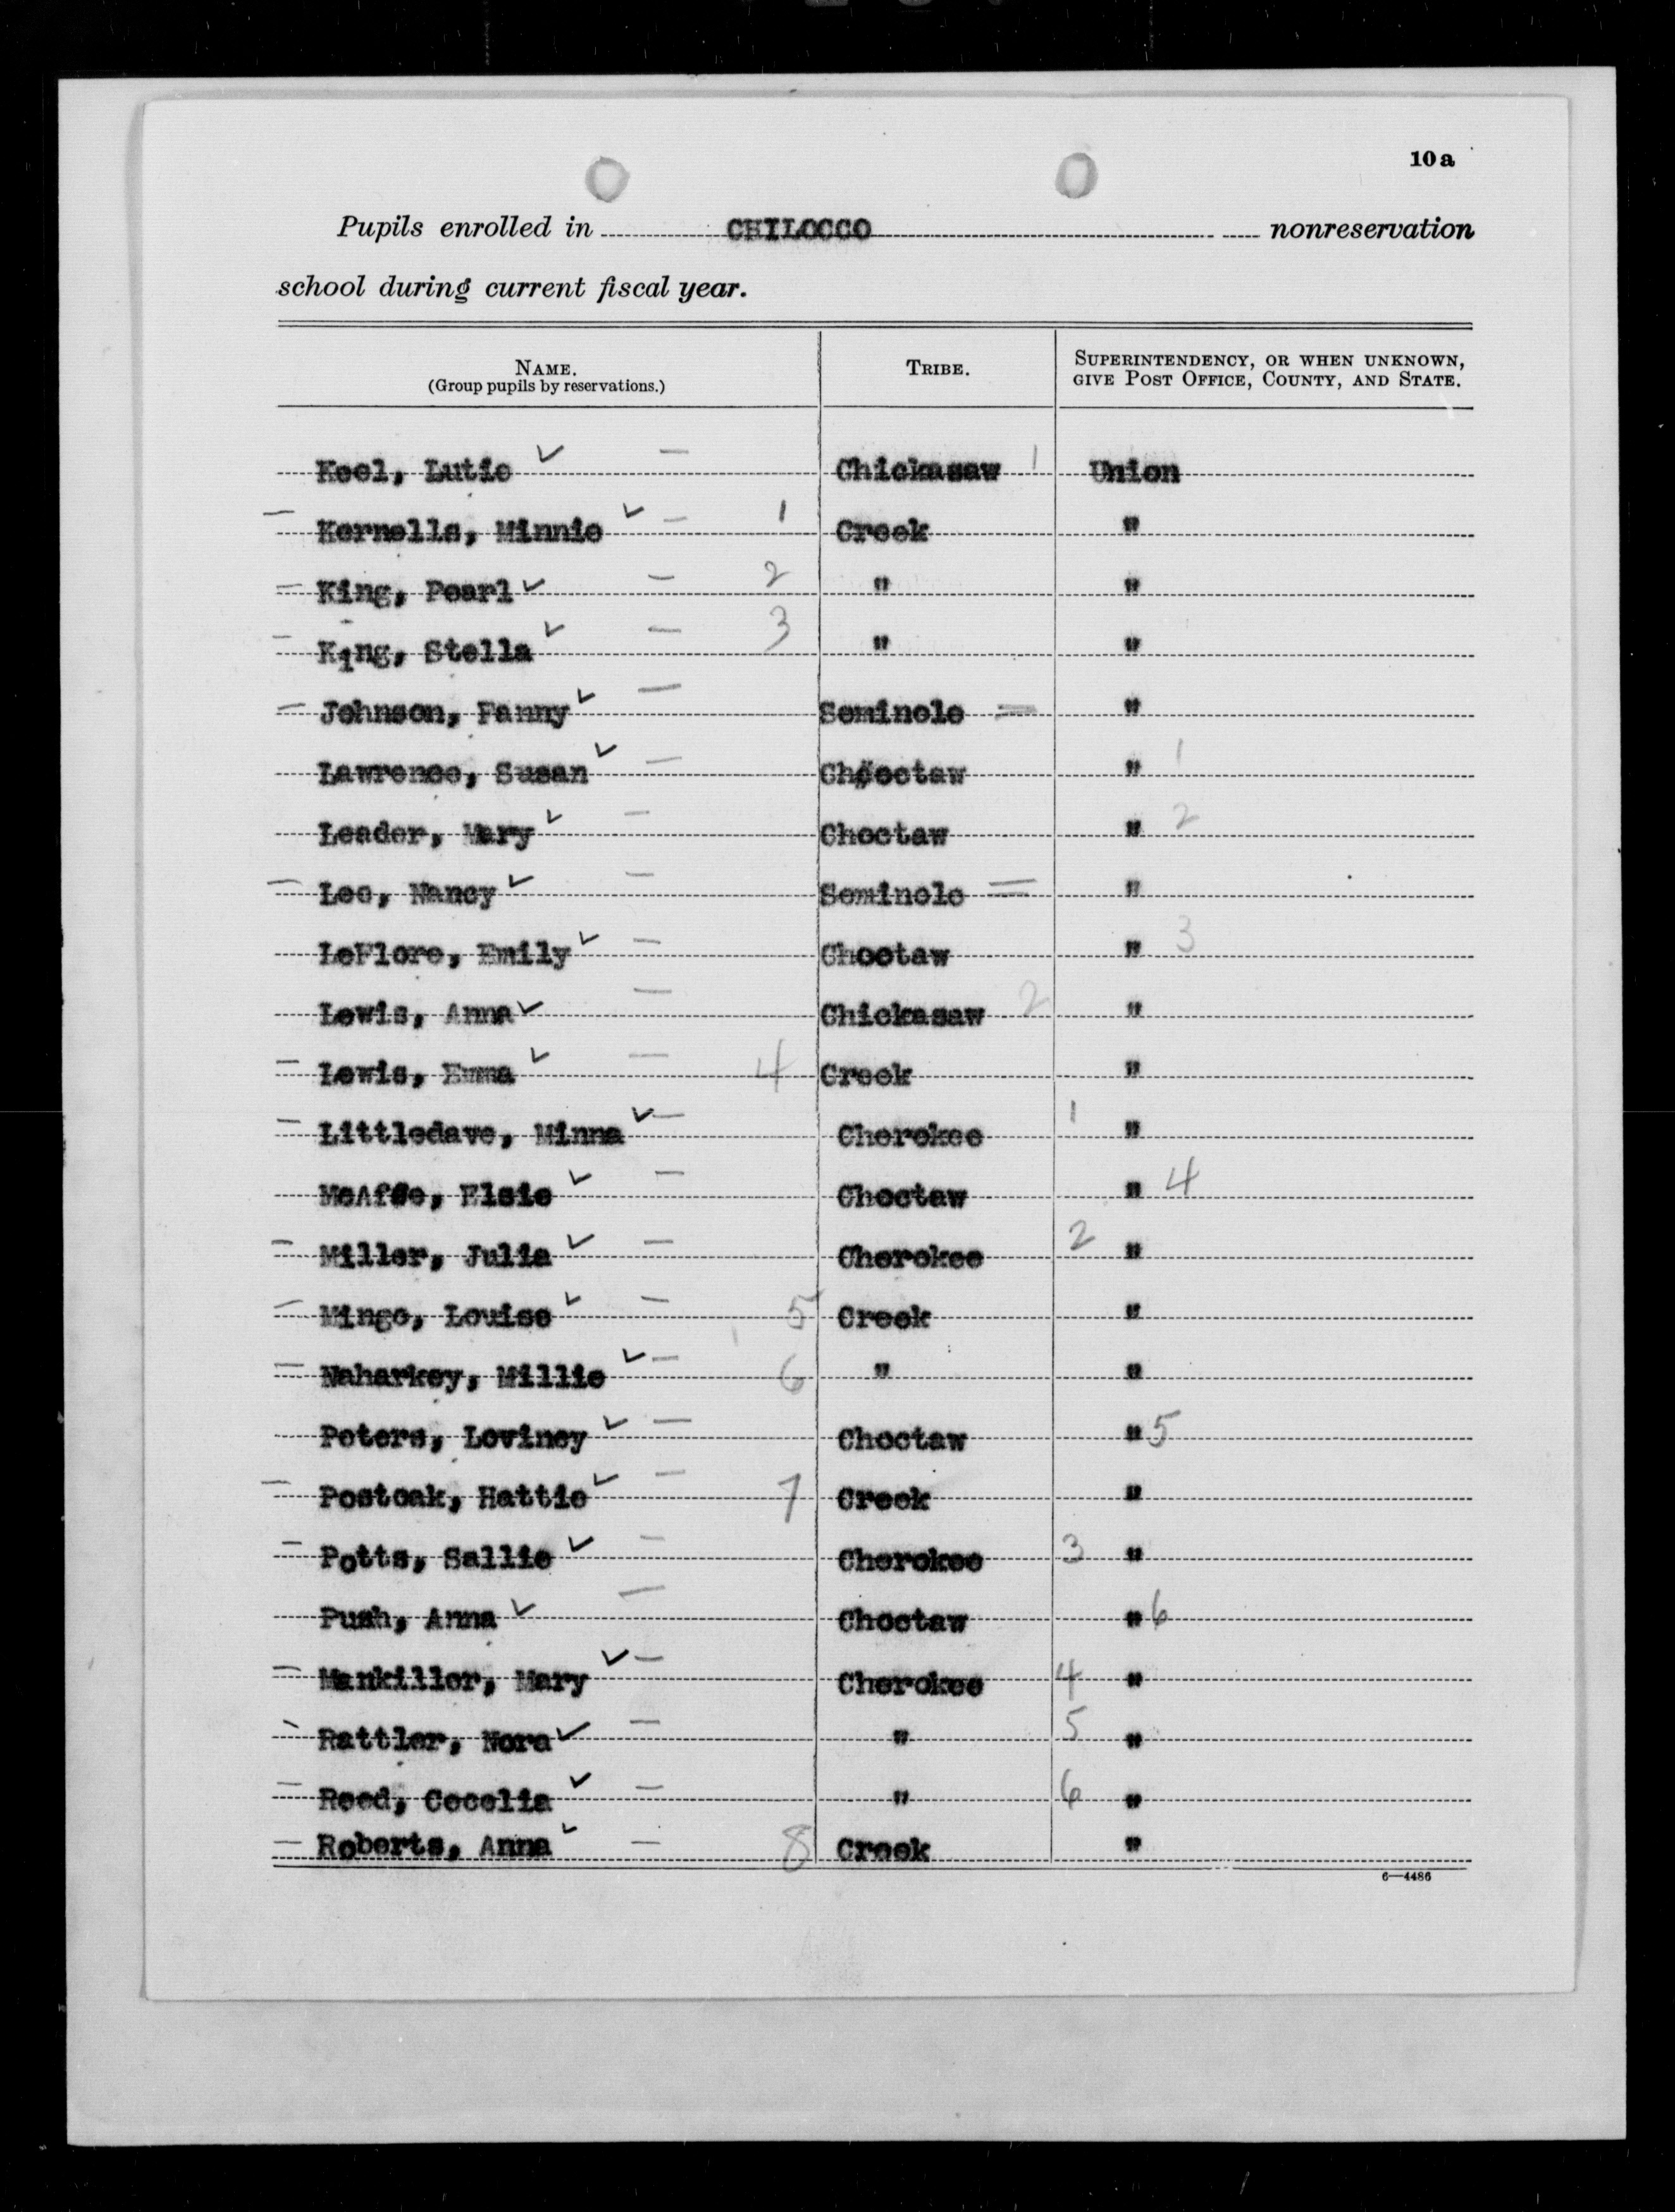 10a
Pupils enrolled in CHILOCCO nonreservation
school during current fiscal year.
NAME. TRIBE. SUPERINTENDENCY, OR WHEN UNKNOWN,
(Group pupils by reservations.) GIVE POST OFFICE, COUNTY, AND STATE.
Keel, Lutie ✓ — Chickasaw 1 Union
— Kernells, Minnie ✓ — 1 Creek "
— King, Pearl ✓ — 2 " "
— King, Stella ✓ — 3 " "
— Johnson, Fanny ✓ — Seminole = "
Lawrence, Susan ✓ — Choctaw " 1
Leader, Mary ✓ — Choctaw " 2
— Lee, Nancy ✓ — Seminole = "
LeFlore, Emily ✓ — Choctaw " 3
Lewis, Anna ✓ — Chickasaw 2 "
— Lewis, Emma ✓ — 4 Creek "
— Littledave, Minna ✓ — Cherokee 1 "
McAfee, Elsie ✓ — Choctaw " 4
— Miller, Julia ✓ — Cherokee 2 "
— Mingo, Louise ✓ — 5 Creek "
— Naharkey, Millie ✓ — 6 " "
Peters, Loviney ✓ — Choctaw " 5
— Postoak, Hattie ✓ — 7 Creek "
— Potts, Sallie ✓ — Cherokee 3 "
Push, Anna ✓ — Choctaw " 6
— Mankiller, Mary ✓ — Cherokee 4 "
— Rattler, Nora ✓ — " 5 "
— Reed, Cecelia ✓ — " 6 "
— Roberts, Anna ✓ — 8 Creek "
6—4486